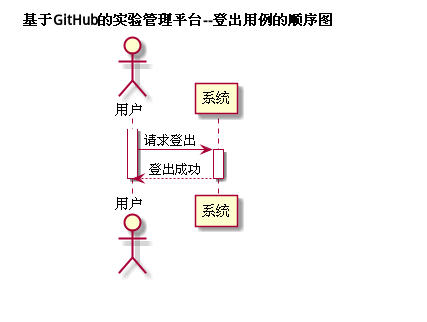 基于GitHub的实验管理平台--登出用例的顺序图
用户
系统
请求登出
登出成功
用户
系统